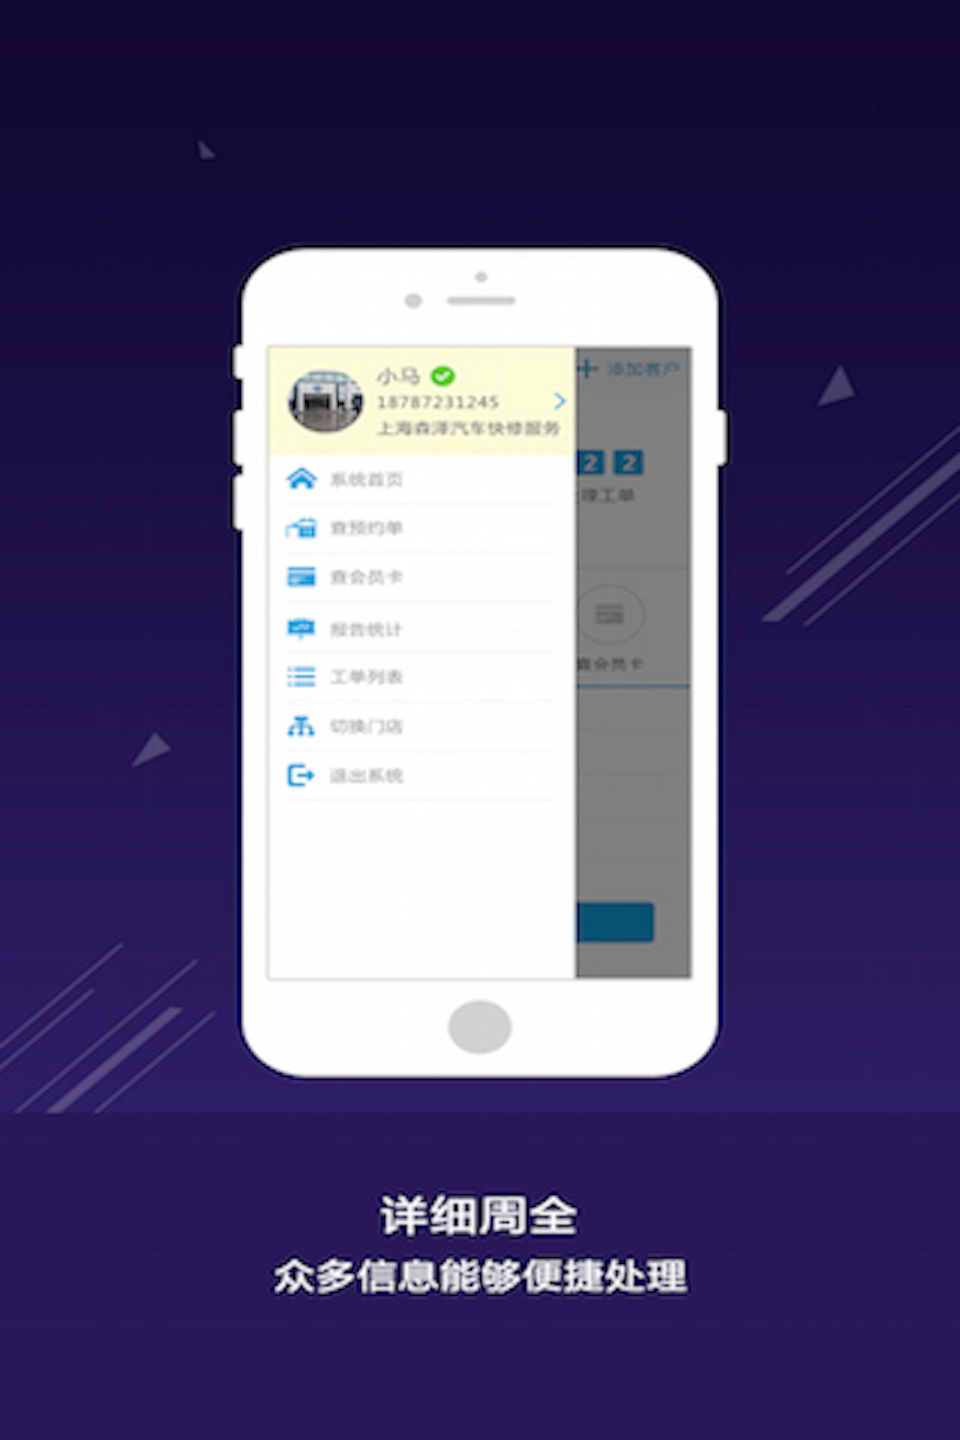 小马
18787231245
上海森泽汽车快修服务
添加客户
2 2
理工单
系统首页
查预约单
查会员卡
查会员卡
报告统计
工单列表
切换门店
退出系统
详细周全
众多信息能够便捷处理